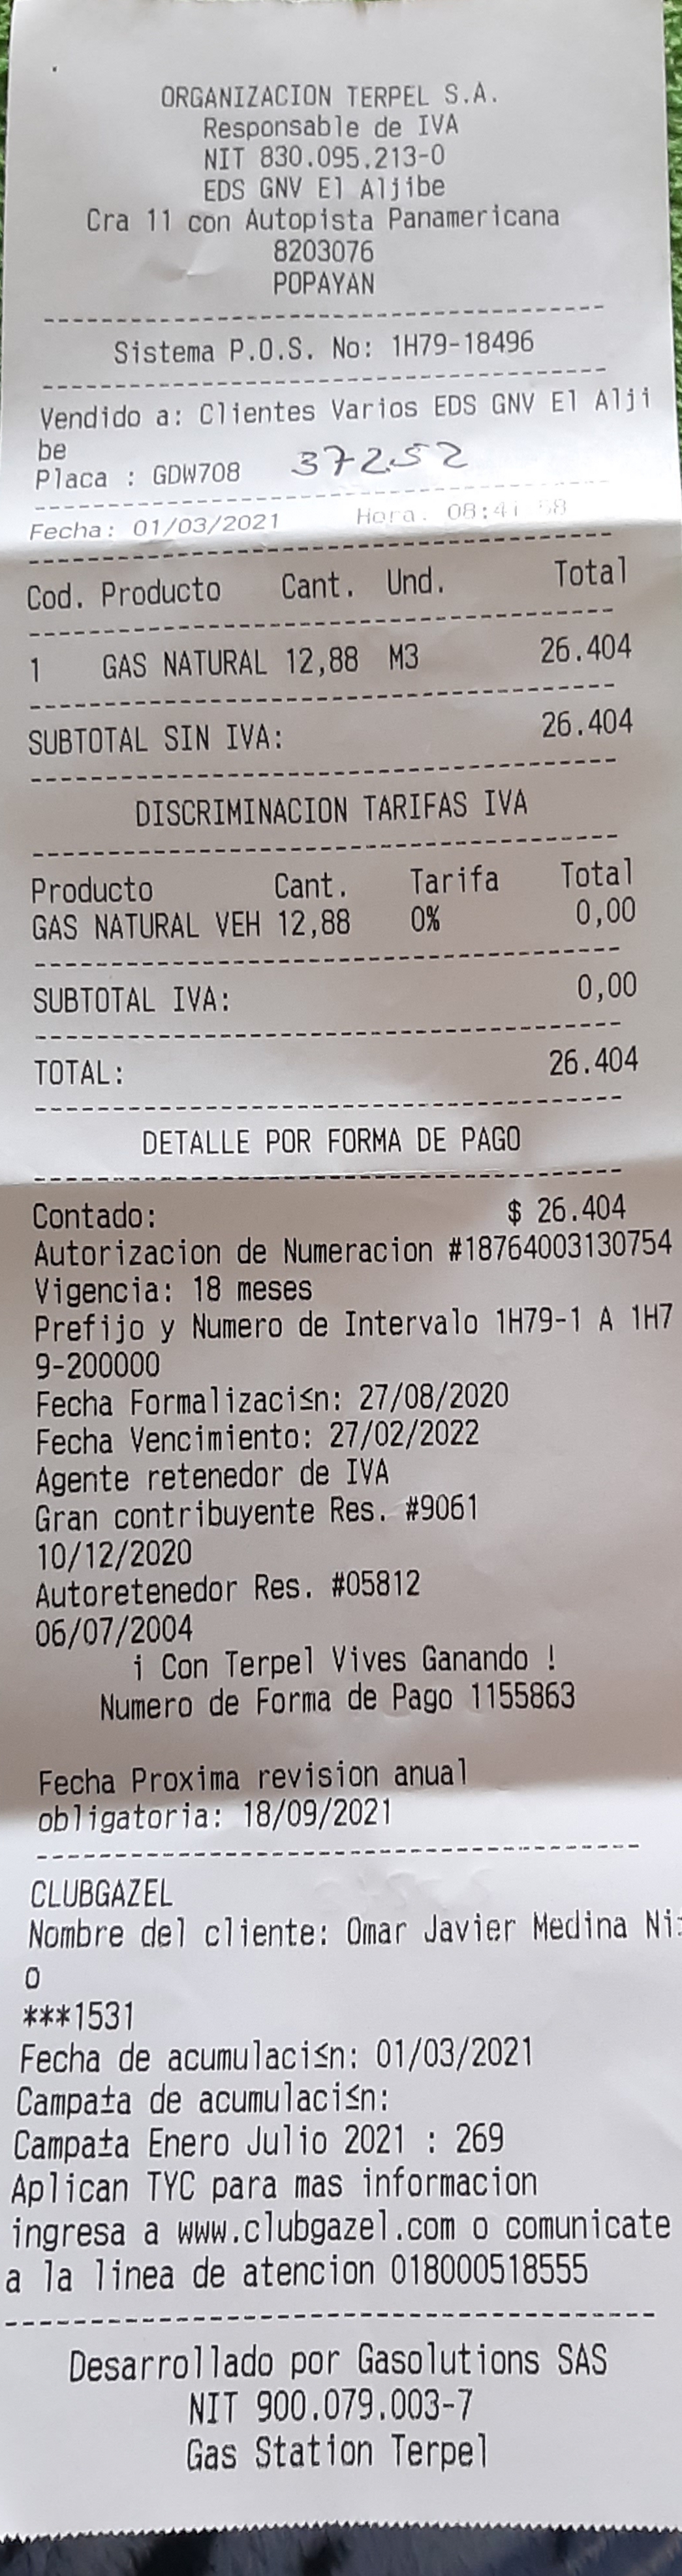 ORGANIZACION TERPEL S.A.
Responsable de IVA
NIT 830.095.213-0
EDS GNV El Aljibe
Cra 11 con Autopista Panamericana
8203076
POPAYAN
Sistema P.O.S. No: 1H79-18496
Vendido a: Clientes Varios EDS GNV El Alji
be
Placa : GDW708 37252
Fecha: 01/03/2021 Hora. 08:41
Cod. Producto Cant. Und. Total
1 GAS NATURAL 12,88 M3 26.404
SUBTOTAL SIN IVA: 26.404
DISCRIMINACION TARIFAS IVA
Producto Cant. Tarifa Total
GAS NATURAL VEH 12,88 0% 0,00
SUBTOTAL IVA: 0,00
TOTAL: 26.404
DETALLE POR FORMA DE PAGO
Contado: $ 26.404
Autorizacion de Numeracion #18764003130754
Vigencia: 18 meses
Prefijo y Numero de Intervalo 1H79-1 A 1H7
9-200000
Fecha Formalizaci≤n: 27/08/2020
Fecha Vencimiento: 27/02/2022
Agente retenedor de IVA
Gran contribuyente Res. #9061
10/12/2020
Autoretenedor Res. #05812
06/07/2004
¡ Con Terpel Vives Ganando !
Numero de Forma de Pago 1155863
Fecha Proxima revision anual
obligatoria: 18/09/2021
CLUBGAZEL
Nombre del cliente: Omar Javier Medina Ni±
o
***1531
Fecha de acumulaci≤n: 01/03/2021
Campa±a de acumulaci≤n:
Campa±a Enero Julio 2021 : 269
Aplican TYC para mas informacion
ingresa a www.clubgazel.com o comunicate
a la linea de atencion 018000518555
Desarrollado por Gasolutions SAS
NIT 900.079.003-7
Gas Station Terpel